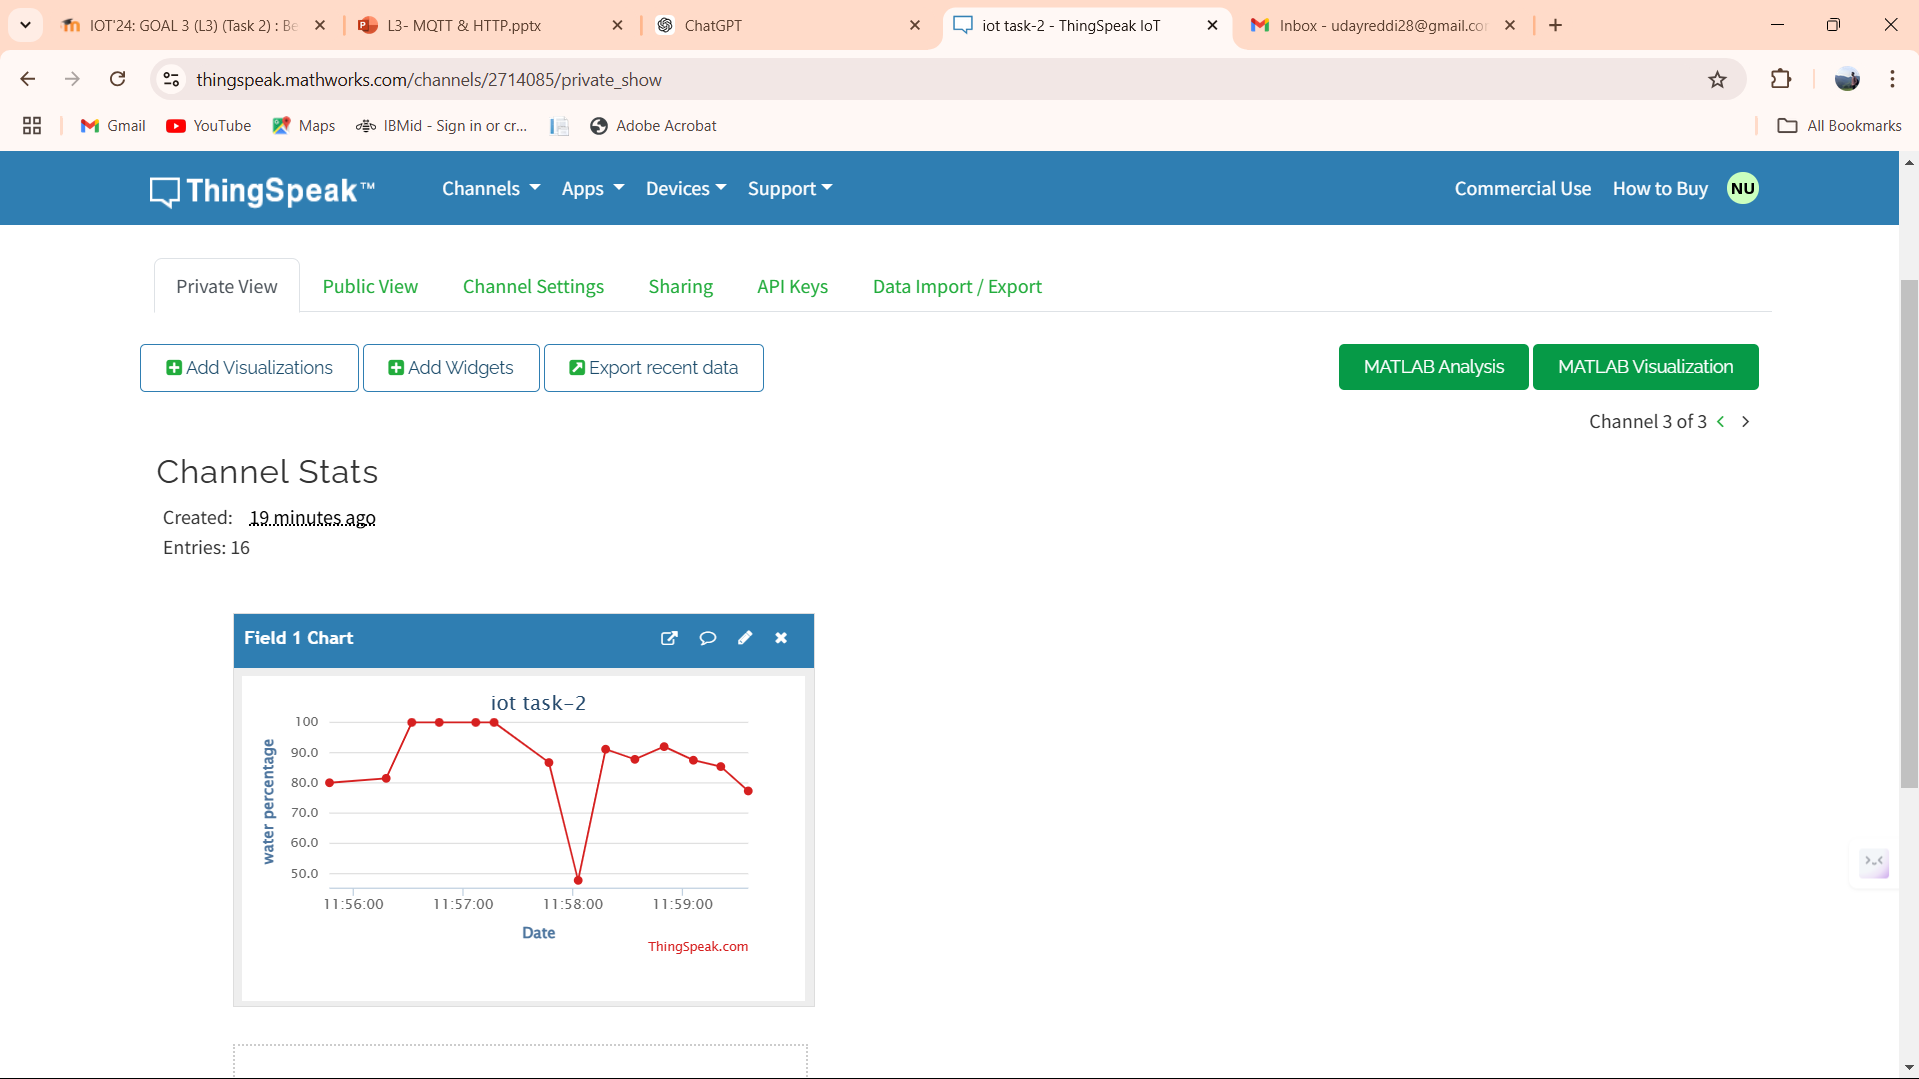 IOT'24: GOAL 3 (L3) (Task 2) : Be
L3- MQTT & HTTP.pptx
ChatGPT
iot task-2 - ThingSpeak IoT
Inbox - udayreddi28@gmail.co
thingspeak.mathworks.com/channels/2714085/private_show
Gmail
YouTube
Maps
IBMid - Sign in or cr...
Adobe Acrobat
All Bookmarks
ThingSpeak™
Channels
Apps
Devices
Support
Commercial Use
How to Buy
NU
Private View
Public View
Channel Settings
Sharing
API Keys
Data Import / Export
Add Visualizations
Add Widgets
Export recent data
MATLAB Analysis
MATLAB Visualization
Channel 3 of 3
Channel Stats
Created: 19 minutes ago
Entries: 16
Field 1 Chart
iot task-2
water percentage
100
90.0
80.0
70.0
60.0
50.0
11:56:00
11:57:00
11:58:00
11:59:00
Date
ThingSpeak.com